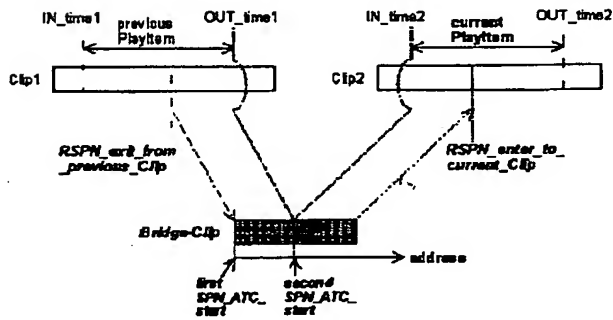 IN_time1
previous
PlayItem
OUT_time1
IN_time2
current
PlayItem
OUT_time2
Clip1
Clip2
RSPN_exit_from
_previous_Clip
RSPN_enter_to_
current_Clip
Bridge-Clip
address
first
SPN_ATC_
start
second
SPN_ATC_
start